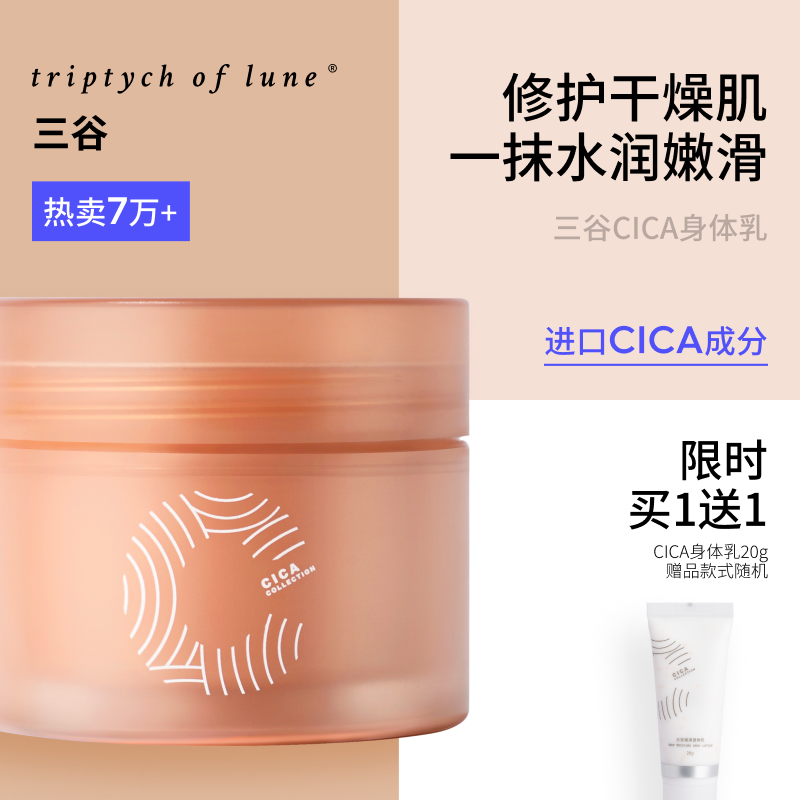 triptych of lune®
三谷
热卖7万+
修护干燥肌
一抹水润嫩滑
三谷CICA身体乳
进口CICA成分
限时
买1送1
CICA身体乳20g
赠品款式随机
CICA
COLLECTION
CICA
COLLECTION
20g